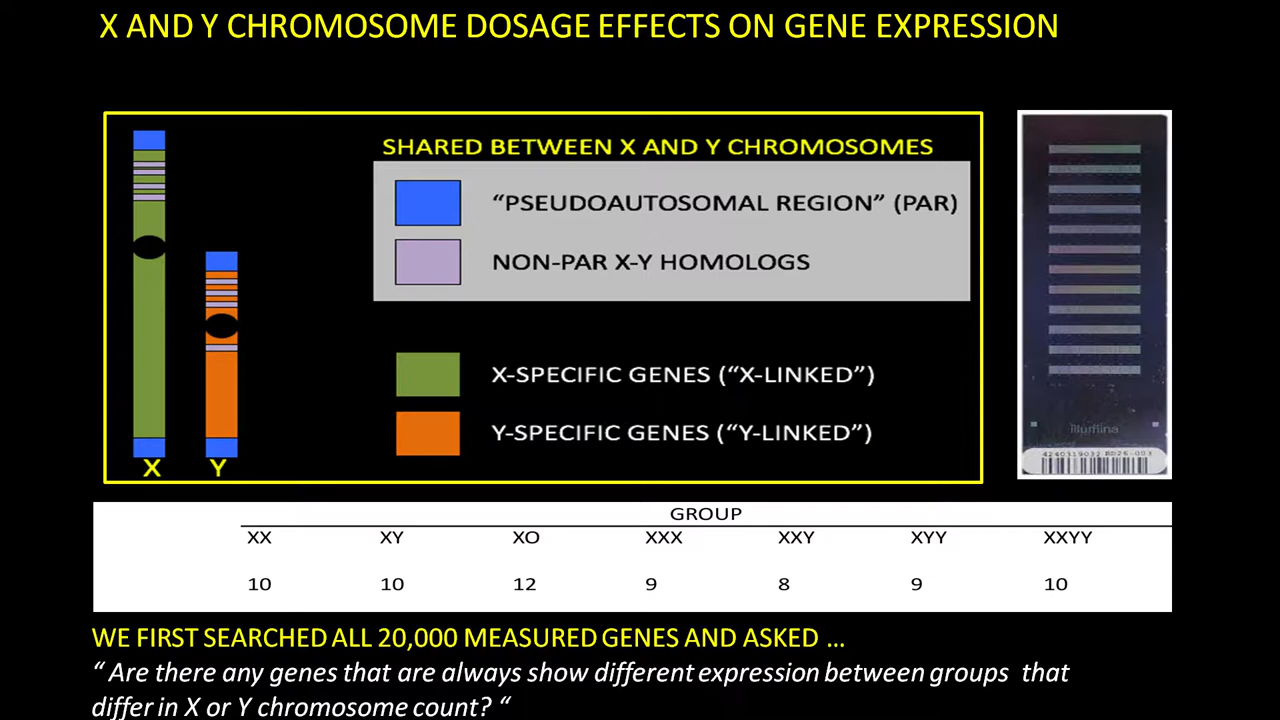 X AND Y CHROMOSOME DOSAGE EFFECTS ON GENE EXPRESSION
SHARED BETWEEN X AND Y CHROMOSOMES
“PSEUDOAUTOSOMAL REGION” (PAR)
NON-PAR X-Y HOMOLOGS
X-SPECIFIC GENES (“X-LINKED”)
Y-SPECIFIC GENES (“Y-LINKED”)
X Y
illumina
4240319032
GROUP
XX XY XO XXX XXY XYY XXYY
10 10 12 9 8 9 10
WE FIRST SEARCHED ALL 20,000 MEASURED GENES AND ASKED …
“ Are there any genes that are always show different expression between groups that
differ in X or Y chromosome count? “